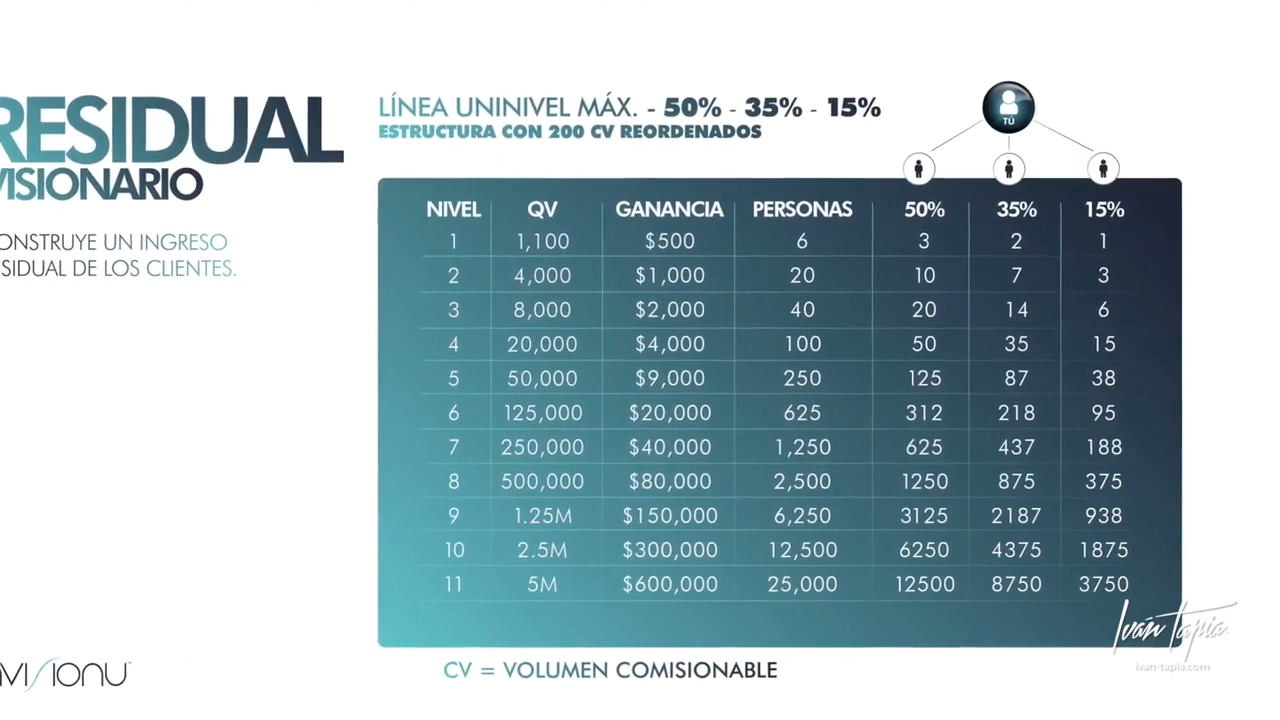 RESIDUAL
VISIONARIO
ONSTRUYE UN INGRESO
SIDUAL DE LOS CLIENTES.
LÍNEA UNINIVEL MÁX. - 50% - 35% - 15%
ESTRUCTURA CON 200 CV REORDENADOS
TÚ
NIVEL QV GANANCIA PERSONAS 50% 35% 15%
1 1,100 $500 6 3 2 1
2 4,000 $1,000 20 10 7 3
3 8,000 $2,000 40 20 14 6
4 20,000 $4,000 100 50 35 15
5 50,000 $9,000 250 125 87 38
6 125,000 $20,000 625 312 218 95
7 250,000 $40,000 1,250 625 437 188
8 500,000 $80,000 2,500 1250 875 375
9 1.25M $150,000 6,250 3125 2187 938
10 2.5M $300,000 12,500 6250 4375 1875
11 5M $600,000 25,000 12500 8750 3750
CV = VOLUMEN COMISIONABLE
Iván Tapia
ivan-tapia.com